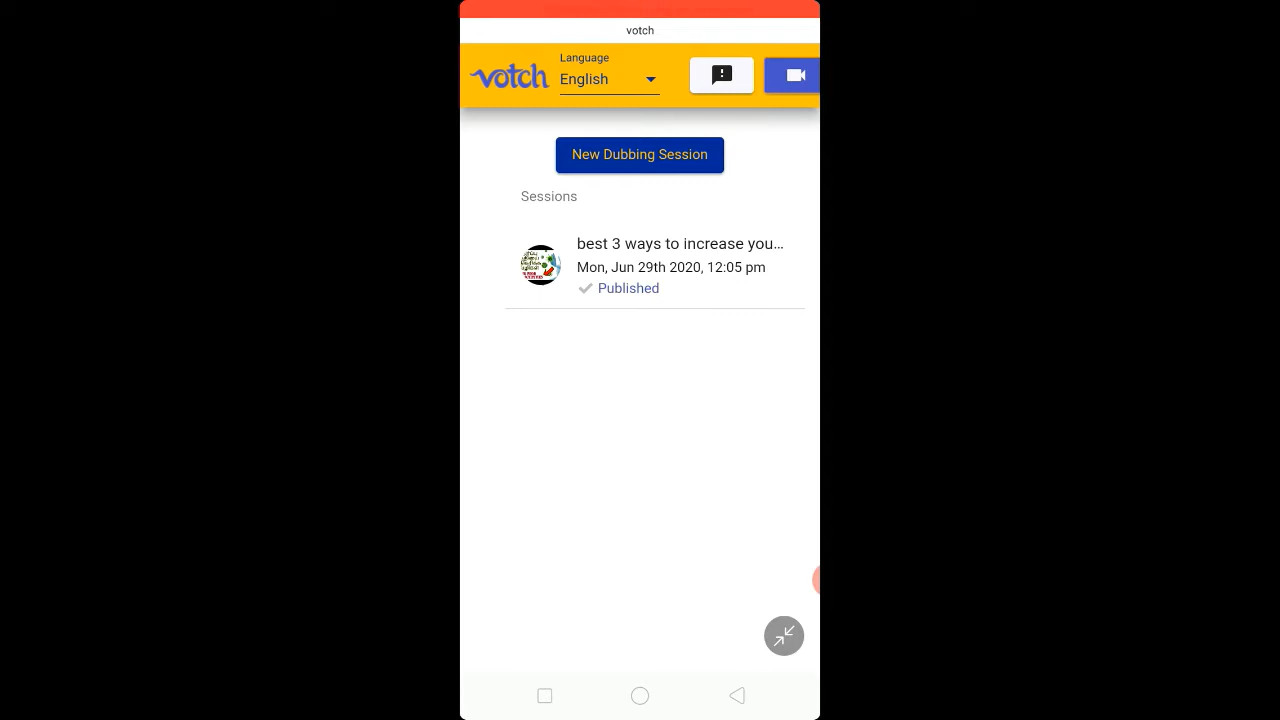 votch
votch
Language
English
New Dubbing Session
Sessions
best 3 ways to increase you...
Mon, Jun 29th 2020, 12:05 pm
Published